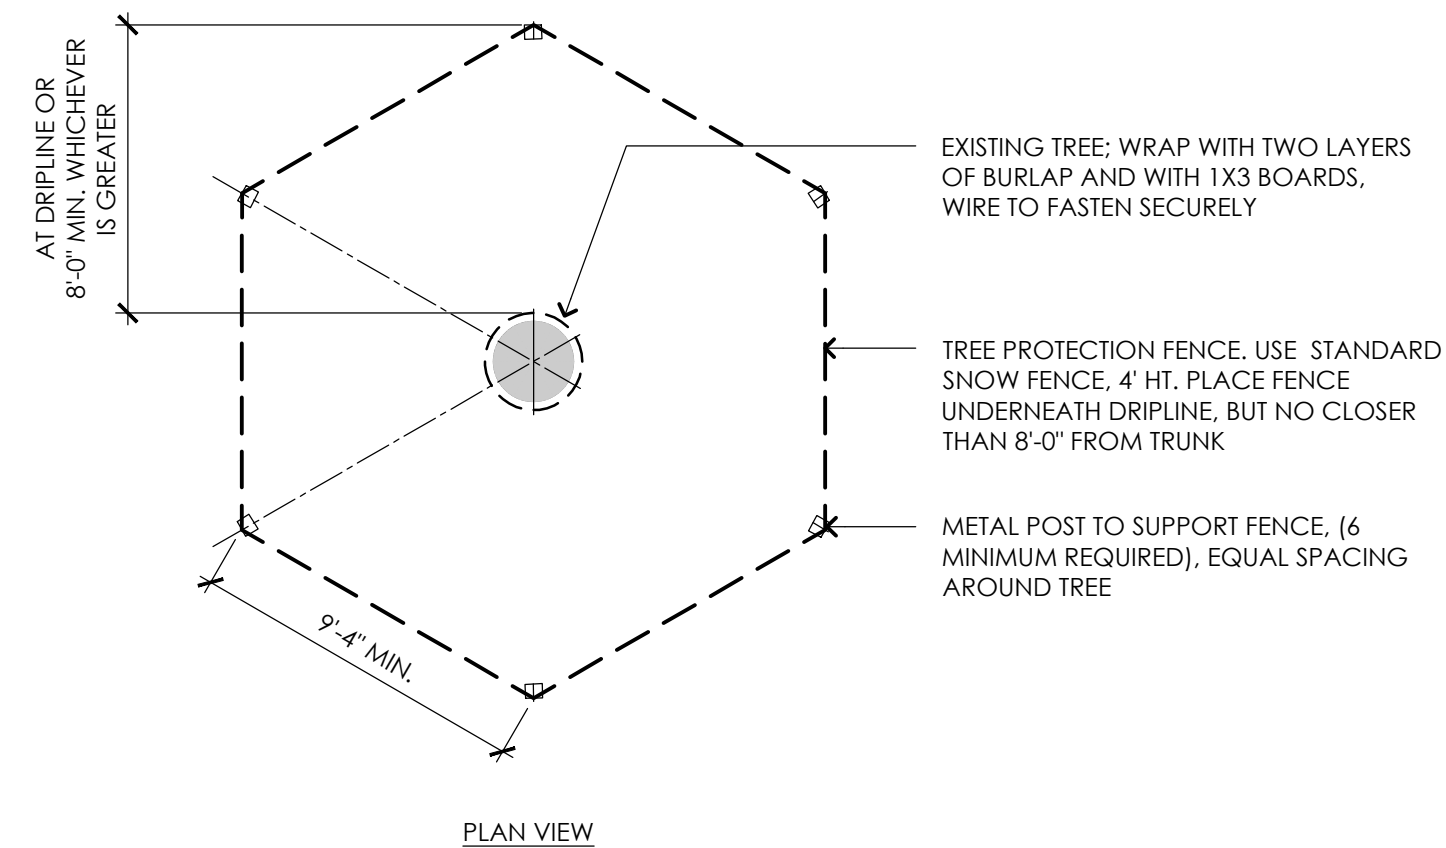 AT DRIPLINE OR
8'-0" MIN. WHICHEVER
IS GREATER
EXISTING TREE; WRAP WITH TWO LAYERS
OF BURLAP AND WITH 1X3 BOARDS,
WIRE TO FASTEN SECURELY
TREE PROTECTION FENCE. USE STANDARD
SNOW FENCE, 4' HT. PLACE FENCE
UNDERNEATH DRIPLINE, BUT NO CLOSER
THAN 8'-0" FROM TRUNK
METAL POST TO SUPPORT FENCE, (6
MINIMUM REQUIRED), EQUAL SPACING
AROUND TREE
9'-4" MIN.
PLAN VIEW